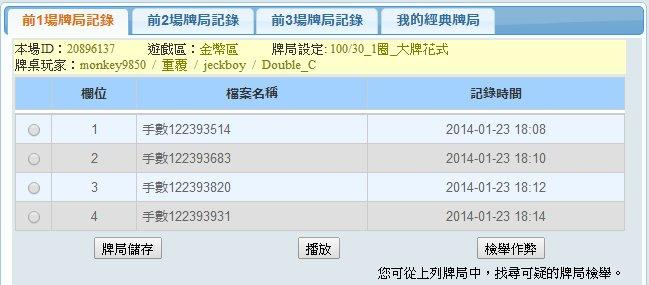 前1場牌局記錄 前2場牌局記錄 前3場牌局記錄 我的經典牌局
本場ID：20896137 遊戲區：金幣區 牌局設定: 100/30_1圈_大牌花式
牌桌玩家：monkey9850 / 重覆 / jeckboy / Double_C
欄位 檔案名稱 記錄時間
1 手數122393514 2014-01-23 18:08
2 手數122393683 2014-01-23 18:10
3 手數122393820 2014-01-23 18:12
4 手數122393931 2014-01-23 18:14
牌局儲存 播放 檢舉作弊
您可從上列牌局中，找尋可疑的牌局檢舉。